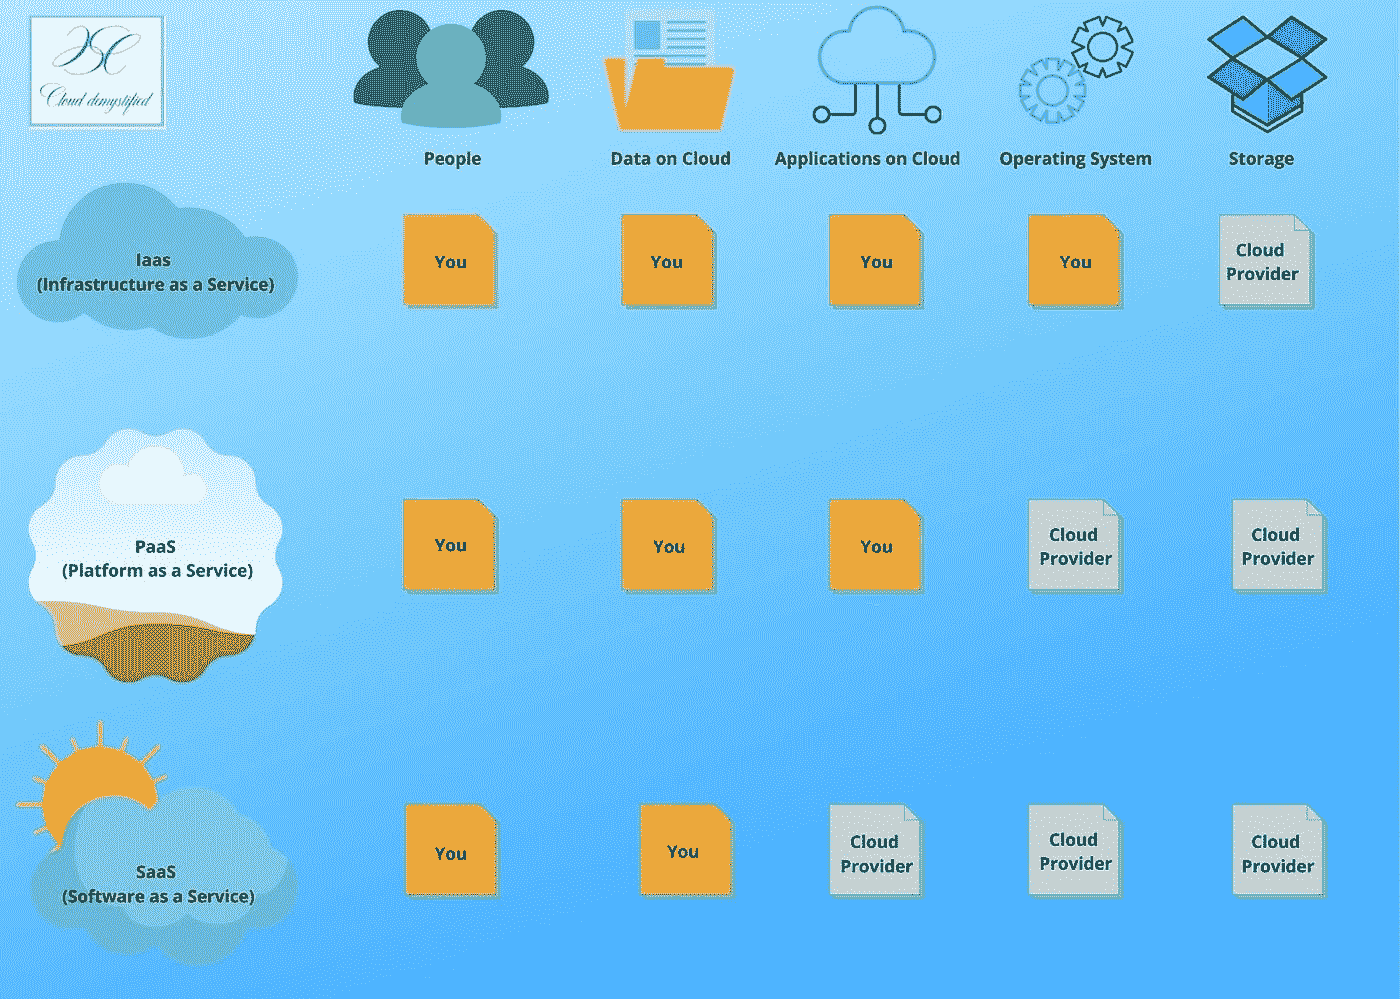 Cloud demystified
People
Data on Cloud
Applications on Cloud
Operating System
Storage
Iaas
(Infrastructure as a Service)
You
You
You
You
Cloud
Provider
PaaS
(Platform as a Service)
You
You
You
Cloud
Provider
Cloud
Provider
SaaS
(Software as a Service)
You
You
Cloud
Provider
Cloud
Provider
Cloud
Provider